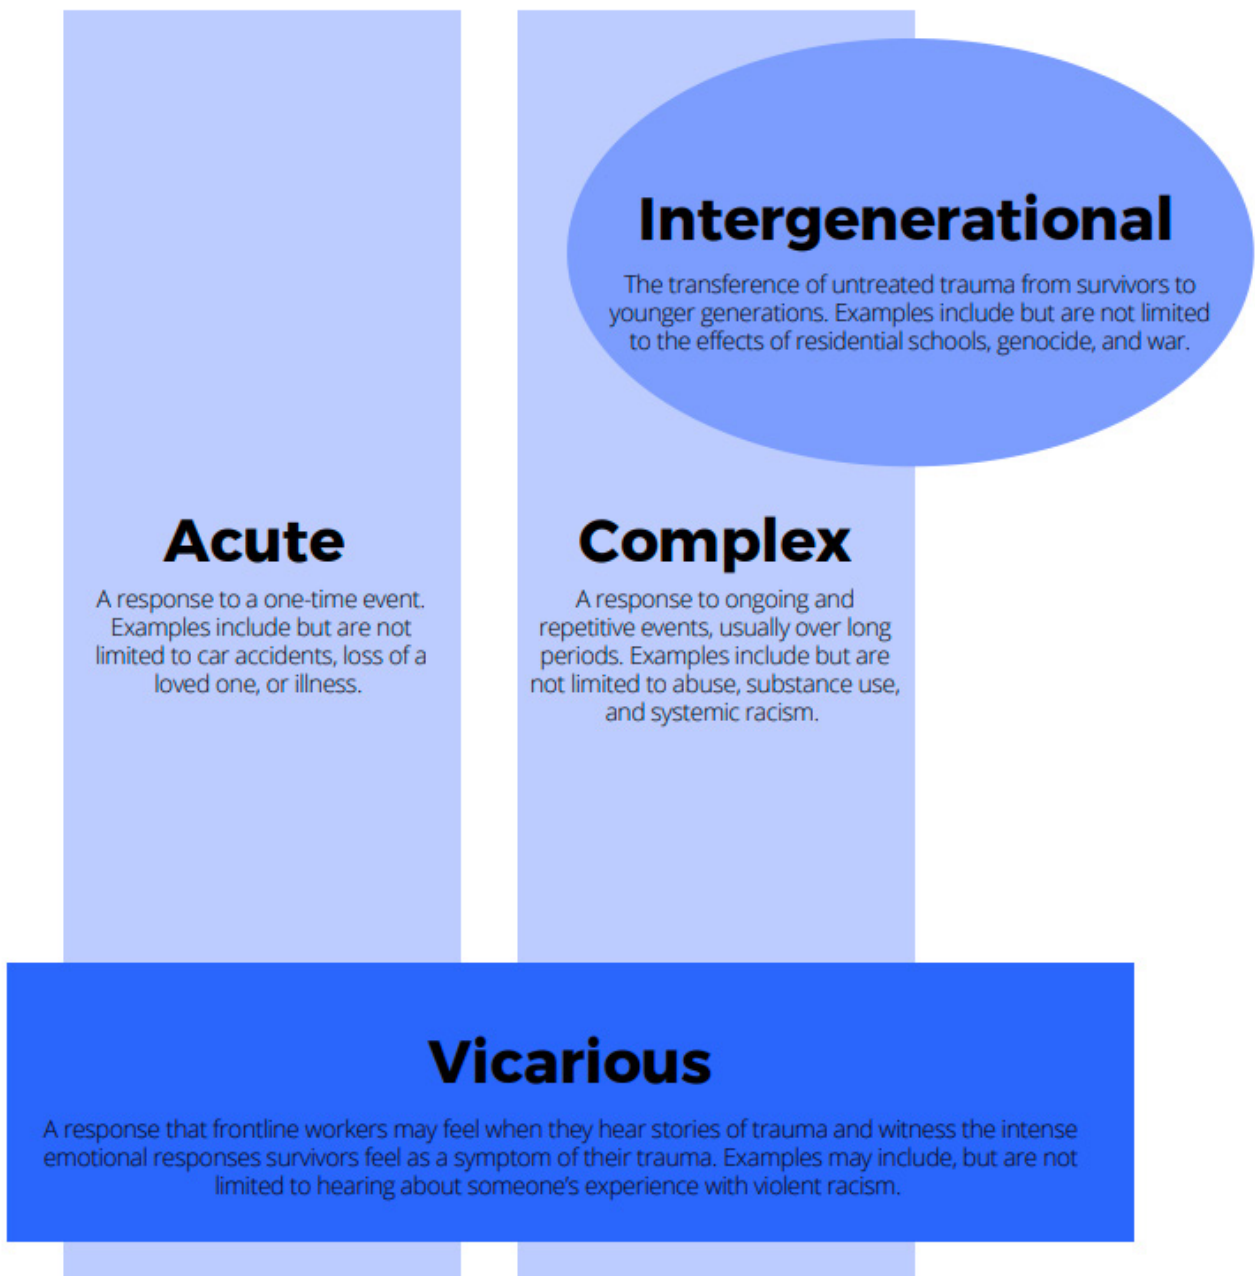 Intergenerational
The transference of untreated trauma from survivors to
younger generations. Examples include but are not limited
to the effects of residential schools, genocide, and war.
Acute
A response to a one-time event.
Examples include but are not
limited to car accidents, loss of a
loved one, or illness.
Complex
A response to ongoing and
repetitive events, usually over long
periods. Examples include but are
not limited to abuse, substance use,
and systemic racism.
Vicarious
A response that frontline workers may feel when they hear stories of trauma and witness the intense
emotional responses survivors feel as a symptom of their trauma. Examples may include, but are not
limited to hearing about someone’s experience with violent racism.